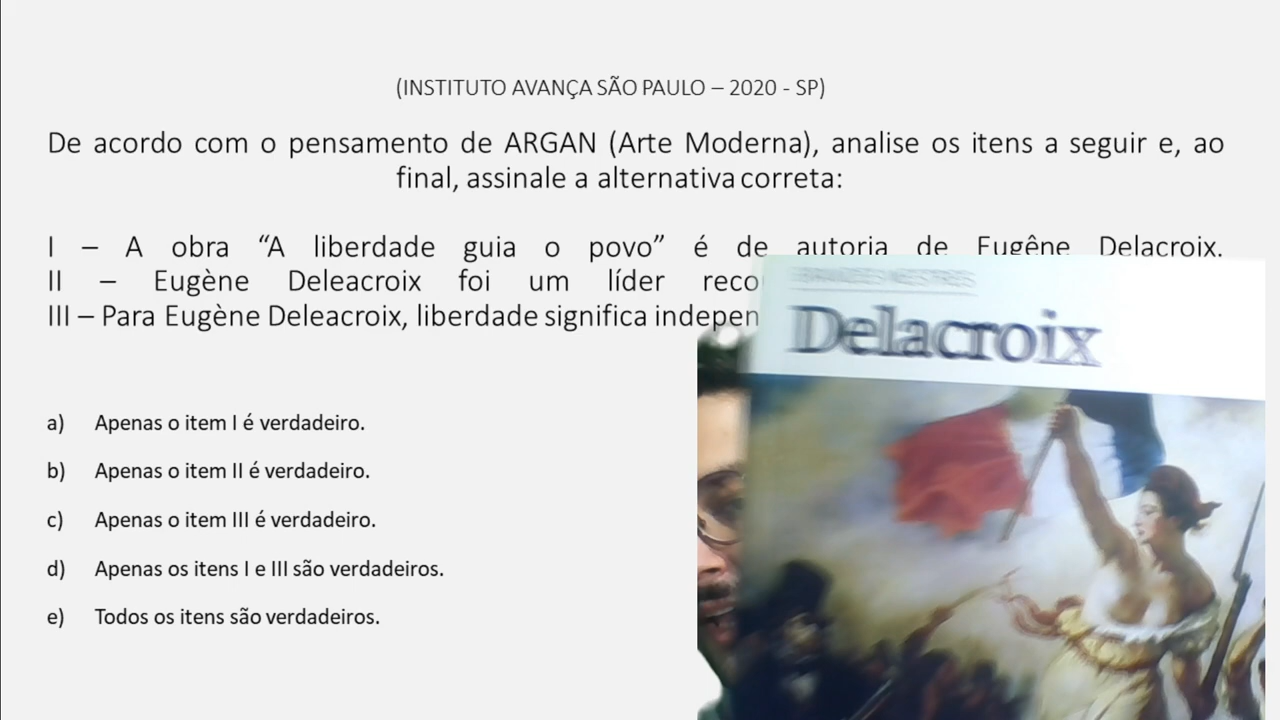 (INSTITUTO AVANÇA SÃO PAULO – 2020 - SP)
De acordo com o pensamento de ARGAN (Arte Moderna), analise os itens a seguir e, ao
final, assinale a alternativa correta:
I – A obra “A liberdade guia o povo” é de autoria de Eugêne Delacroix.
II – Eugène Deleacroix foi um líder
III – Para Eugène Deleacroix, liberdade significa
Delacroix
a) Apenas o item I é verdadeiro.
b) Apenas o item II é verdadeiro.
c) Apenas o item III é verdadeiro.
d) Apenas os itens I e III são verdadeiros.
e) Todos os itens são verdadeiros.